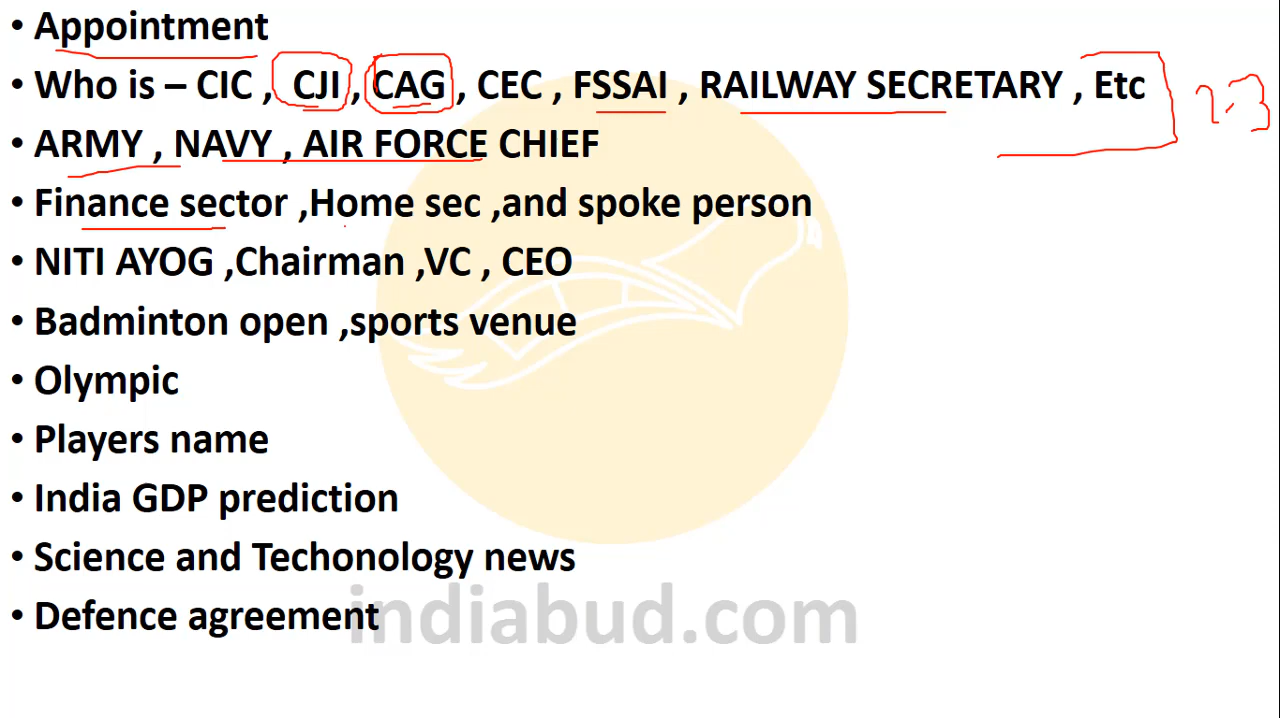 • Appointment
• Who is – CIC , CJI , CAG , CEC , FSSAI , RAILWAY SECRETARY , Etc
• ARMY , NAVY , AIR FORCE CHIEF
• Finance sector ,Home sec ,and spoke person
• NITI AYOG ,Chairman ,VC , CEO
• Badminton open ,sports venue
• Olympic
• Players name
• India GDP prediction
• Science and Techonology news
• Defence agreement
indiabud.com